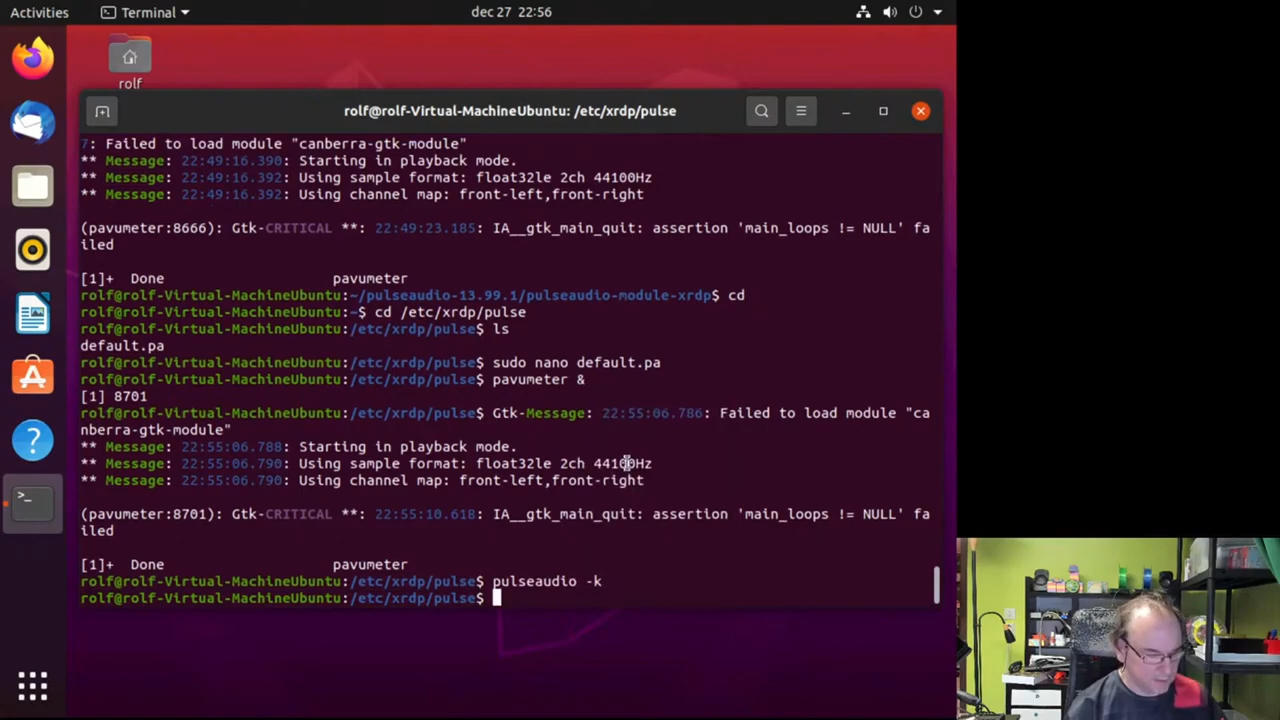 Activities
Terminal
dec 27 22:56
rolf
rolf@rolf-Virtual-MachineUbuntu: /etc/xrdp/pulse
7: Failed to load module "canberra-gtk-module"
** Message: 22:49:16.390: Starting in playback mode.
** Message: 22:49:16.392: Using sample format: float32le 2ch 44100Hz
** Message: 22:49:16.392: Using channel map: front-left,front-right
(pavumeter:8666): Gtk-CRITICAL **: 22:49:23.185: IA__gtk_main_quit: assertion 'main_loops != NULL' fa
iled
[1]+  Done                    pavumeter
rolf@rolf-Virtual-MachineUbuntu:~/pulseaudio-13.99.1/pulseaudio-module-xrdp$ cd
rolf@rolf-Virtual-MachineUbuntu:~$ cd /etc/xrdp/pulse
rolf@rolf-Virtual-MachineUbuntu:/etc/xrdp/pulse$ ls
default.pa
rolf@rolf-Virtual-MachineUbuntu:/etc/xrdp/pulse$ sudo nano default.pa
rolf@rolf-Virtual-MachineUbuntu:/etc/xrdp/pulse$ pavumeter &
[1] 8701
rolf@rolf-Virtual-MachineUbuntu:/etc/xrdp/pulse$ Gtk-Message: 22:55:06.786: Failed to load module "ca
nberra-gtk-module"
** Message: 22:55:06.788: Starting in playback mode.
** Message: 22:55:06.790: Using sample format: float32le 2ch 44100Hz
** Message: 22:55:06.790: Using channel map: front-left,front-right
(pavumeter:8701): Gtk-CRITICAL **: 22:55:10.618: IA__gtk_main_quit: assertion 'main_loops != NULL' fa
iled
[1]+  Done                    pavumeter
rolf@rolf-Virtual-MachineUbuntu:/etc/xrdp/pulse$ pulseaudio -k
rolf@rolf-Virtual-MachineUbuntu:/etc/xrdp/pulse$